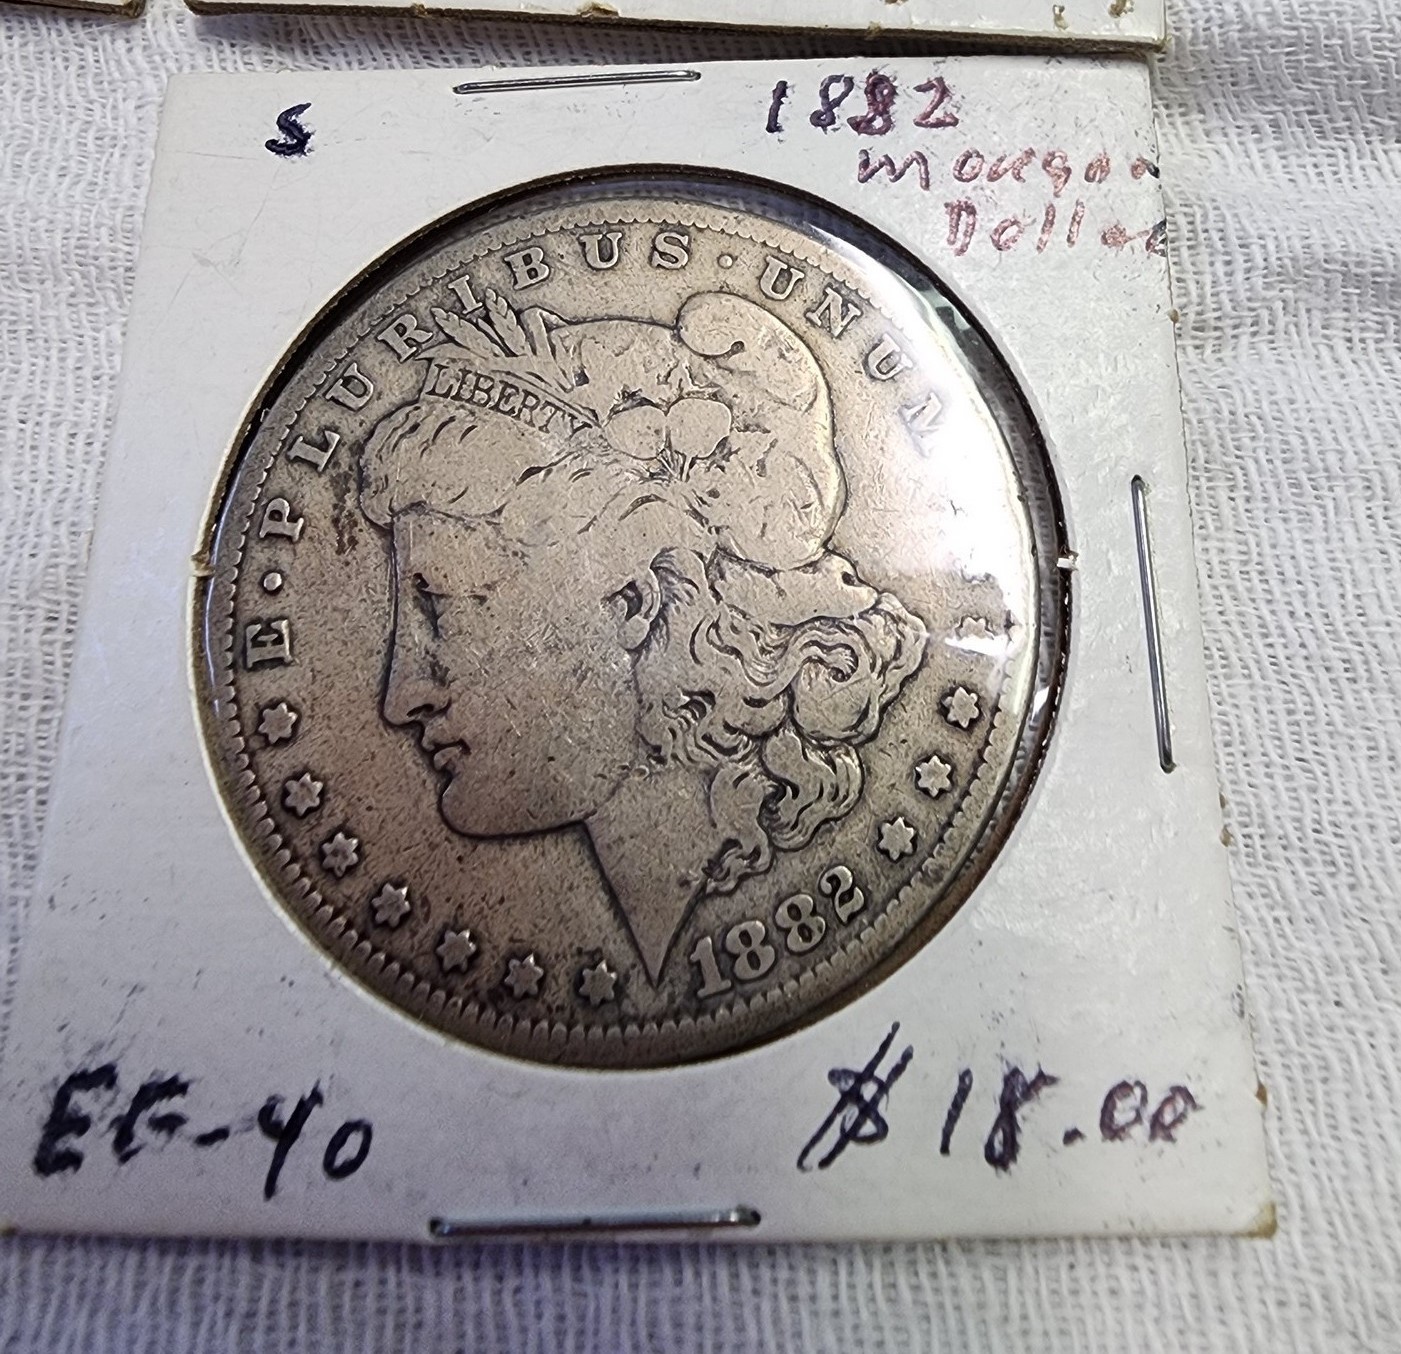 S
1882
Morgan
Dollar
E · PLURIBUS · UNUM
LIBERTY
1882
EF-40
$18.00